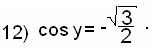 12) cos y = -√3/2 .